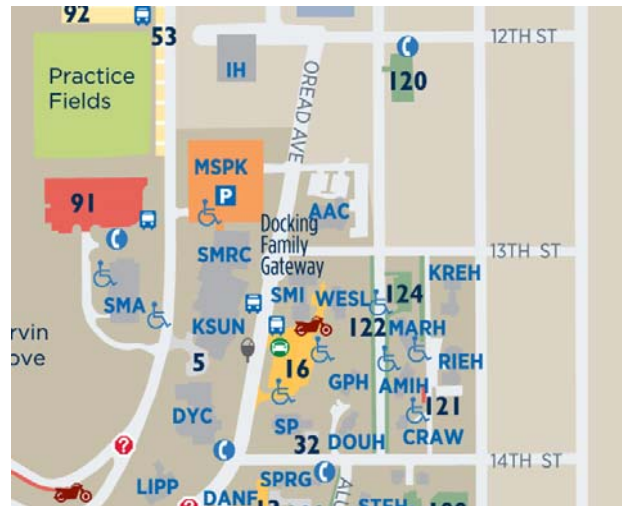 92
53
12TH ST
Practice
Fields
IH
OREAD AVE
120
MSPK
P
91
AAC
Docking
Family
Gateway
SMRC
13TH ST
KREH
SMA
SMI
WESL
124
KSUN
122
MARH
rvin
ove
5
16
RIEH
GPH
AMIH
121
DYC
SP
32
DOUH
CRAW
14TH ST
LIPP
SPRG
DANF
STEH